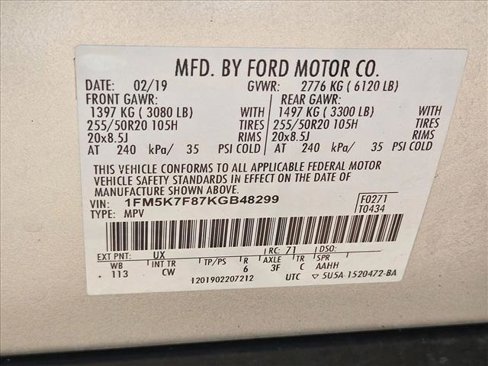 MFD. BY FORD MOTOR CO.
DATE: 02/19 GVWR: 2776 KG ( 6120 LB)
FRONT GAWR: REAR GAWR:
1397 KG ( 3080 LB) WITH 1497 KG ( 3300 LB) WITH
255/50R20 105H TIRES 255/50R20 105H TIRES
20x8.5J RIMS 20x8.5J RIMS
AT 240 kPa/ 35 PSI COLD AT 240 kPa/ 35 PSI COLD
THIS VEHICLE CONFORMS TO ALL APPLICABLE FEDERAL MOTOR
VEHICLE SAFETY STANDARDS IN EFFECT ON THE DATE OF
MANUFACTURE SHOWN ABOVE.
VIN: 1FM5K7F87KGB48299 F0271
TYPE: MPV T0434
EXT PNT: UX RC: 71 DSO:
WB INT TR TP/PS R AXLE TR SPR
113 CW 6 3F C AAHH
1201902207212 UTC 5U5A-1520472-BA